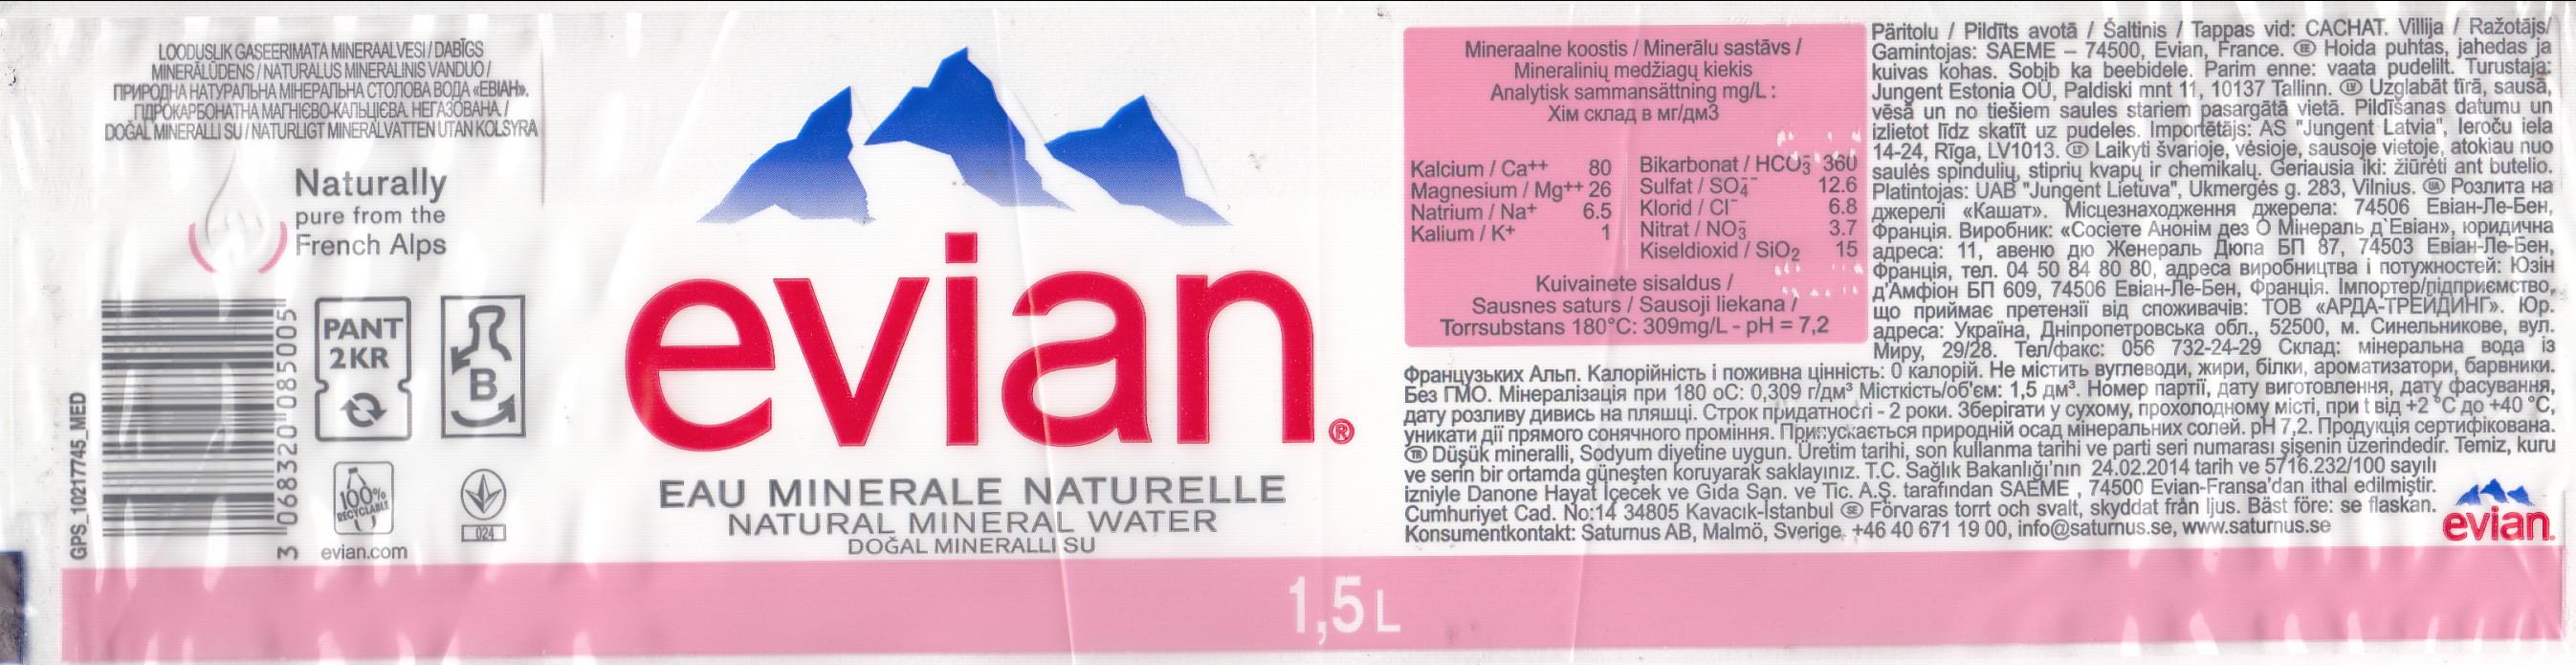 LOODUSLIK GASEERIMATA MINERAALVESI / DABĪGS
MINERĀLŪDENS / NATURALUS MINERALINIS VANDUO /
ПРИРОДНА НАТУРАЛЬНА МІНЕРАЛЬНА СТОЛОВА ВОДА «ЕВІАН».
ГІДРОКАРБОНАТНА МАГНІЄВО-КАЛЬЦІЄВА. НЕГАЗОВАНА. /
DOĞAL MINERALLI SU / NATURLIGT MINERALVATTEN UTAN KOLSYRA
Naturally
pure from the
French Alps
GPS_10217745_MED
3 068320 085005
PANT
2 KR
B
100%
RECYCLABLE
024
evian.com
evian®
EAU MINERALE NATURELLE
NATURAL MINERAL WATER
DOĞAL MINERALLI SU
1,5 L
Mineraalne koostis / Minerālu sastāvs /
Mineralinių medžiagų kiekis
Analytisk sammansättning mg/L :
Хім склад в мг/дм3
Kalcium / Ca++ 80
Magnesium / Mg++ 26
Natrium / Na+ 6.5
Kalium / K+ 1
Bikarbonat / HCO3- 360
Sulfat / SO4-- 12.6
Klorid / Cl- 6.8
Nitrat / NO3- 3.7
Kiseldioxid / SiO2 15
Kuivainete sisaldus /
Sausnes saturs / Sausoji liekana /
Torrsubstans 180°C: 309mg/L - pH = 7,2
Päritolu / Pildīts avotā / Šaltinis / Tappas vid: CACHAT. Villija / Ražotājs/
Gamintojas: SAEME – 74500, Evian, France. EE Hoida puhtas, jahedas ja
kuivas kohas. Sobib ka beebidele. Parim enne: vaata pudelilt. Turustaja:
Jungent Estonia OÜ, Paldiski mnt 11, 10137 Tallinn. LV Uzglabāt tīrā, sausā,
vēsā un no tiešiem saules stariem pasargātā vietā. Pildīšanas datumu un
izlietot līdz skatīt uz pudeles. Importētājs: AS "Jungent Latvia", Ieroču iela
14-24, Rīga, LV1013. LT Laikyti švarioje, vėsioje, sausoje vietoje, atokiau nuo
saulės spindulių, stiprių kvapų ir chemikalų. Geriausia iki: žiūrėti ant butelio.
Platintojas: UAB "Jungent Lietuva", Ukmergės g. 283, Vilnius. UA Розлита на
джерелі «Кашат». Місцезнаходження джерела: 74506 Евіан-Ле-Бен,
Франція. Виробник: «Сосіете Анонім дез О Мінераль д`Евіан», юридична
адреса: 11, авеню дю Женераль Дюпа БП 87, 74503 Евіан-Ле-Бен,
Франція, тел. 04 50 84 80 80, адреса виробництва і потужностей: Юзін
д'Амфіон БП 609, 74506 Евіан-Ле-Бен, Франція. Імпортер/підприємство,
що приймає претензії від споживачів: ТОВ «АРДА-ТРЕЙДИНГ». Юр.
адреса: Україна, Дніпропетровська обл., 52500, м. Синельникове, вул.
Миру, 29/28. Тел/факс: 056 732-24-29 Склад: мінеральна вода із
Французьких Альп. Калорійність і поживна цінність: 0 калорій. Не містить вуглеводи, жири, білки, ароматизатори, барвники.
Без ГМО. Мінералізація при 180 оС: 0,309 г/дм³ Місткість/об'єм: 1,5 дм³. Номер партії, дату виготовлення, дату фасування,
дату розливу дивись на пляшці. Строк придатності - 2 роки. Зберігати у сухому, прохолодному місті, при t від +2 °C до +40 °C,
уникати дії прямого сонячного проміння. Припускається природній осад мінеральних солей. pH 7,2. Продукція сертифікована.
TR Düşük mineralli, Sodyum diyetine uygun. Üretim tarihi, son kullanma tarihi ve parti seri numarası şişenin üzerindedir. Temiz, kuru
ve serin bir ortamda güneşten koruyarak saklayınız. T.C. Sağlık Bakanlığı'nın 24.02.2014 tarih ve 5716.232/100 sayılı
izniyle Danone Hayat İçecek ve Gıda San. ve Tic. A.Ş. tarafından SAEME , 74500 Evian-Fransa'dan ithal edilmiştir.
Cumhuriyet Cad. No:14 34805 Kavacık-İstanbul SE Förvaras torrt och svalt, skyddat från ljus. Bäst före: se flaskan.
Konsumentkontakt: Saturnus AB, Malmö, Sverige, +46 40 671 19 00, info@saturnus.se, www.saturnus.se
evian.